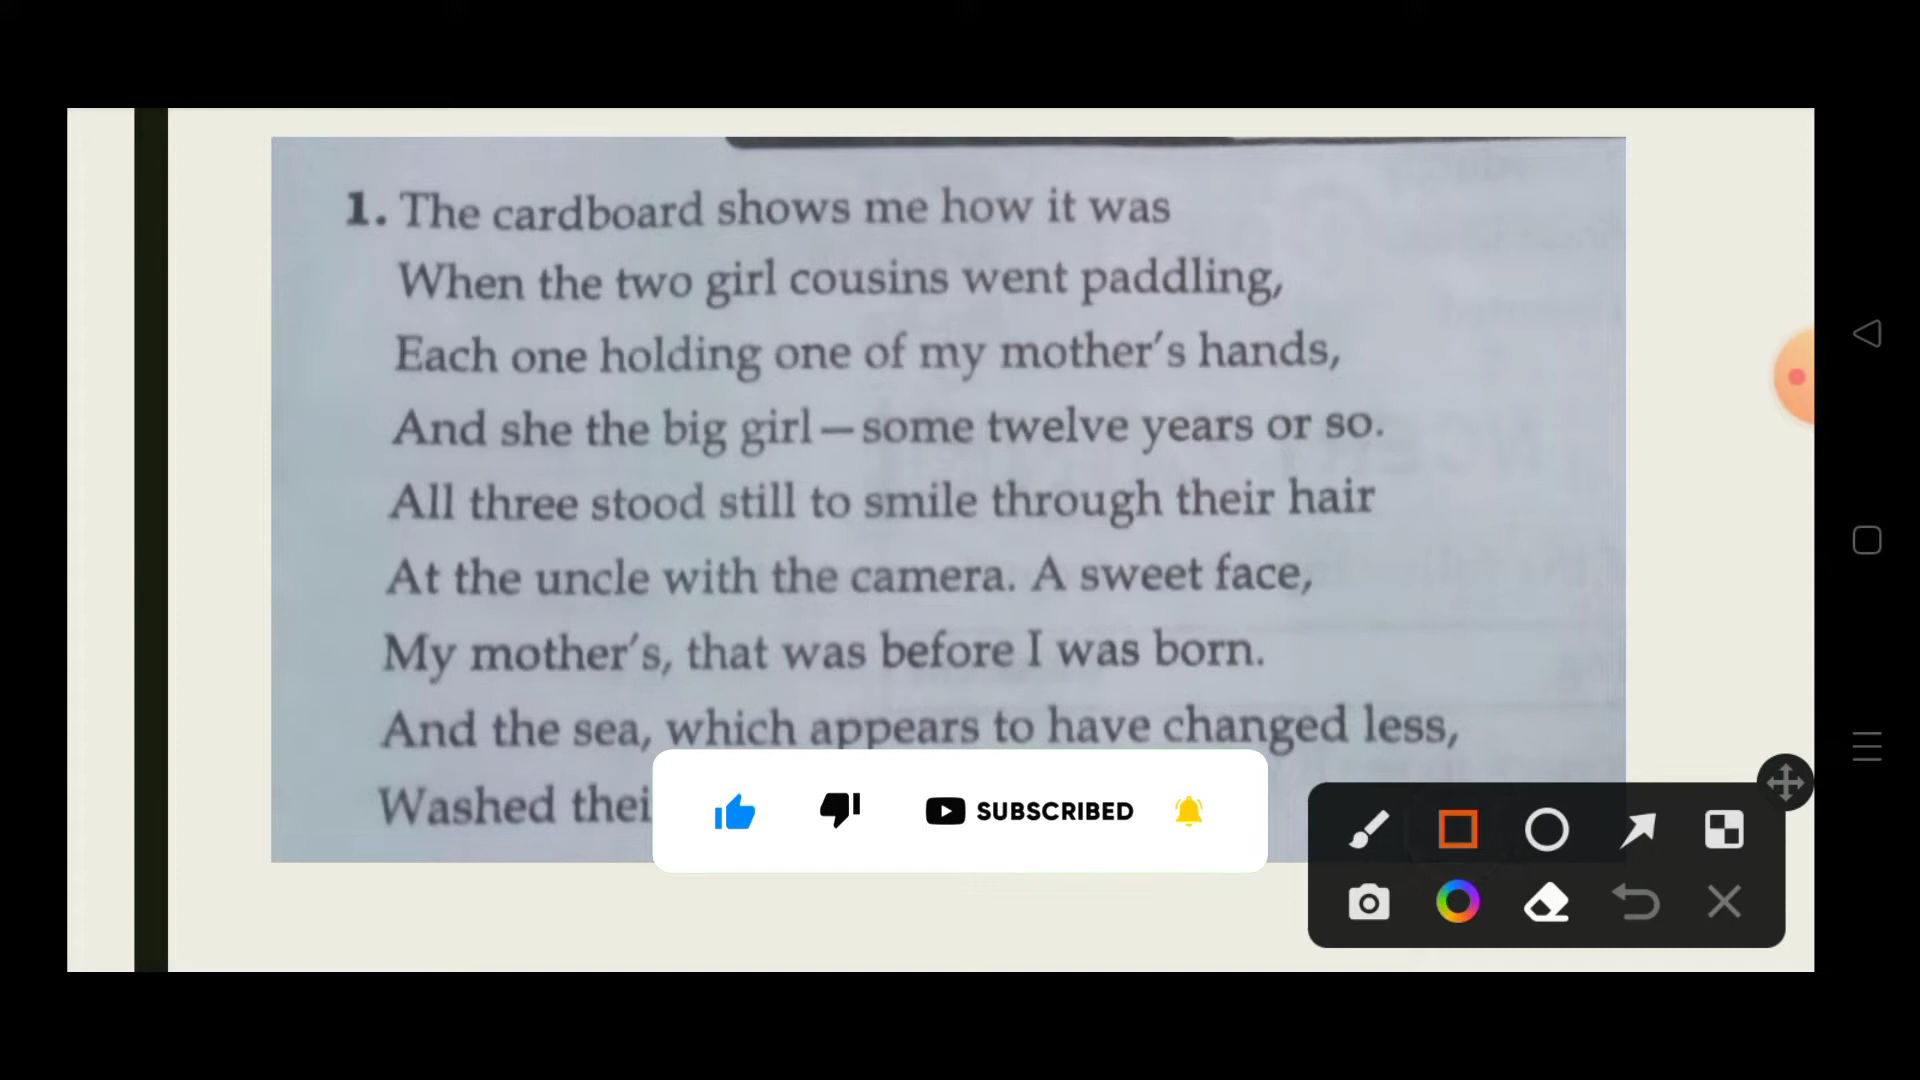 1. The cardboard shows me how it was
When the two girl cousins went paddling,
Each one holding one of my mother's hands,
And she the big girl—some twelve years or so.
All three stood still to smile through their hair
At the uncle with the camera. A sweet face,
My mother's, that was before I was born.
And the sea, which appears to have changed less,
Washed
SUBSCRIBED